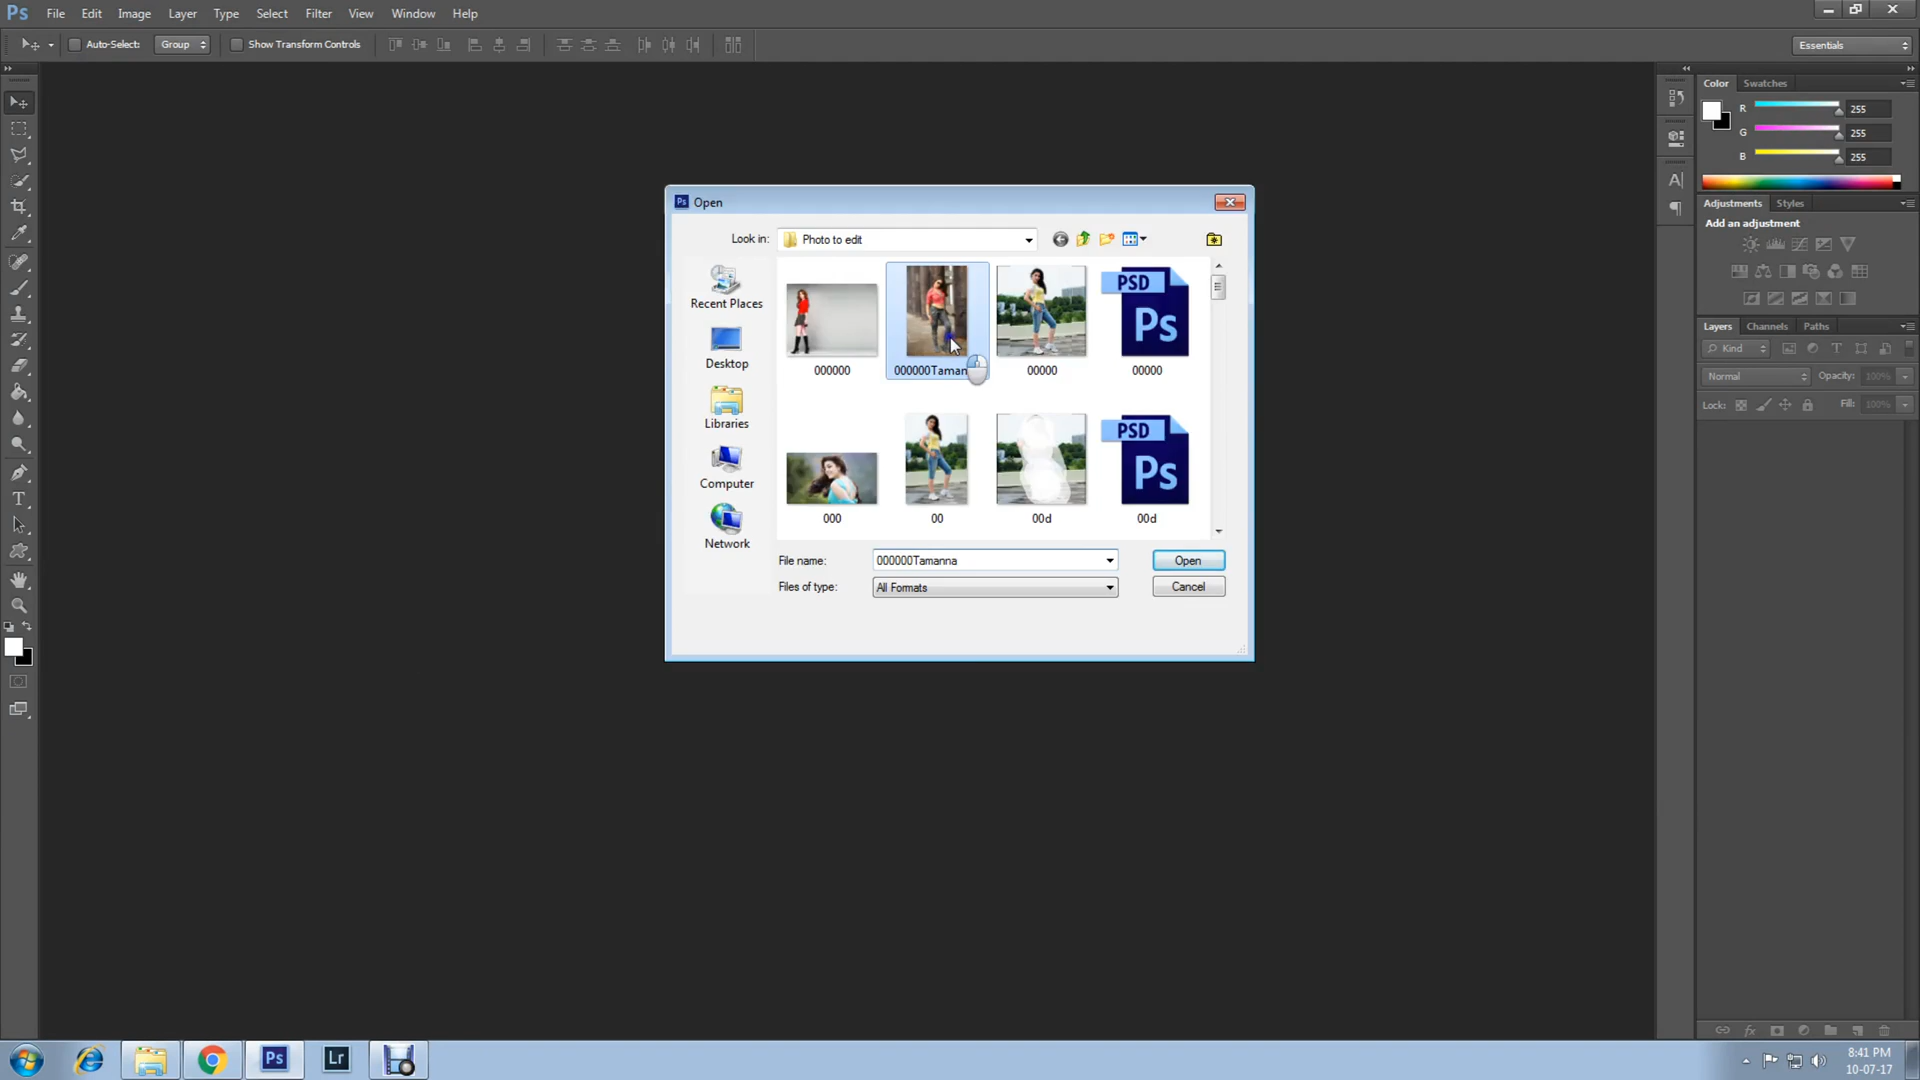 Ps File Edit Image Layer Type Select Filter View Window Help
Auto-Select: Group Show Transform Controls Essentials
Color Swatches
R 255
G 255
B 255
Adjustments Styles
Add an adjustment
Layers Channels Paths
Kind
Normal Opacity: 100%
Lock: Fill: 100%
Ps Open
Look in: Photo to edit
Recent Places
Desktop
Libraries
Computer
Network
PSD
Ps
000000 000000Taman 00000 00000
PSD
Ps
000 00 00d 00d
File name: 000000Tamanna Open
Files of type: All Formats Cancel
Ps Lr
8:41 PM
10-07-17